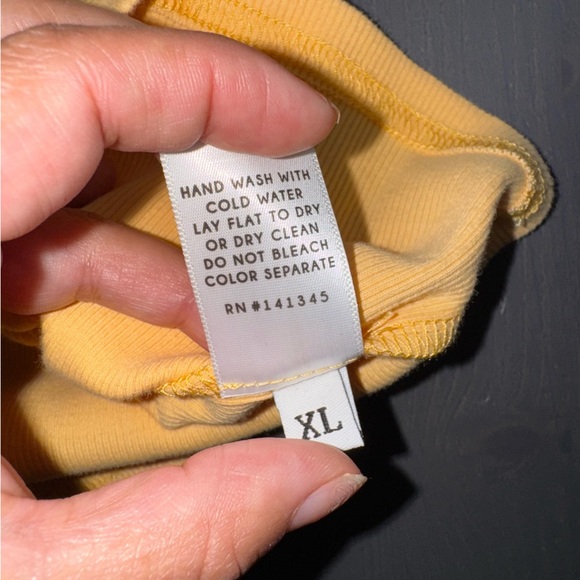 HAND WASH WITH
COLD WATER
LAY FLAT TO DRY
OR DRY CLEAN
DO NOT BLEACH
COLOR SEPARATE
RN #141345
XL